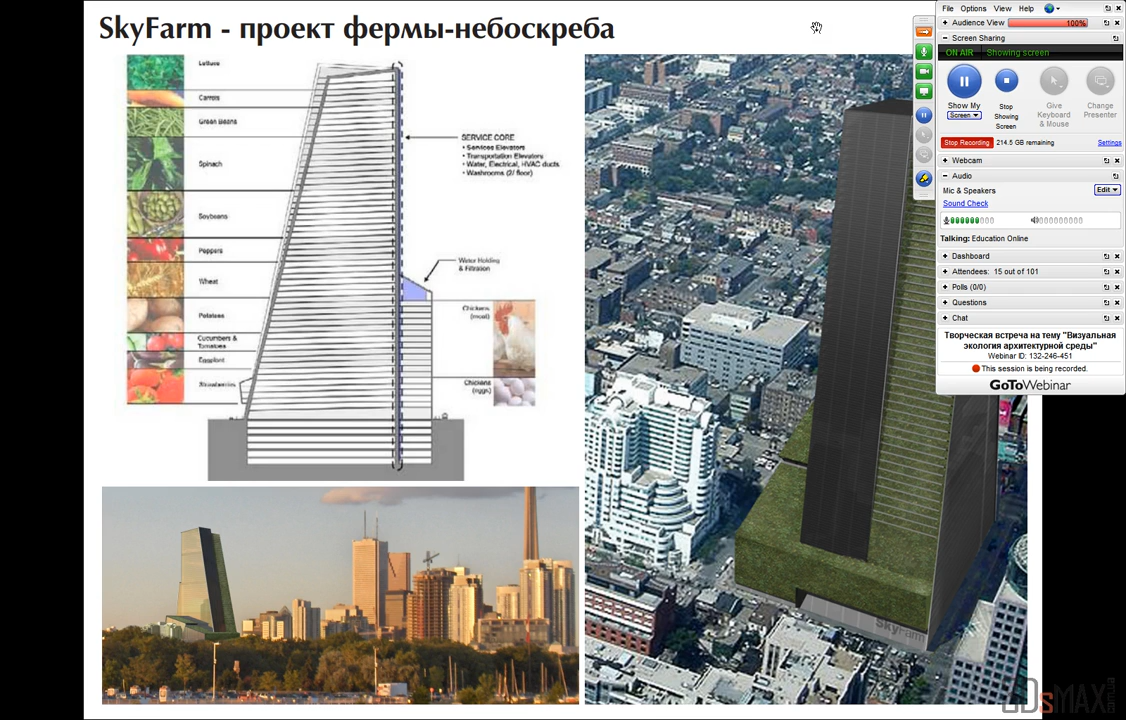 SkyFarm - проект фермы-небоскреба
Lettuce
Carrots
Green Beans
Spinach
Soybeans
Peppers
Wheat
Potatoes
Cucumbers &
Tomatoes
Eggplant
Strawberries
SERVICE CORE
• Services Elevators
• Transportation Elevators
• Water, Electrical, HVAC ducts
• Washrooms (2/ floor)
Water Holding
& Filtration
Chickens
(meat)
Chickens
(eggs)
SkyFarm
File Options View Help
Audience View 100%
Screen Sharing
ON AIR Showing screen
Show My
Screen
Stop
Showing
Screen
Give
Keyboard
& Mouse
Change
Presenter
Stop Recording 214.5 GB remaining Settings
Webcam
Audio
Mic & Speakers Edit
Sound Check
Talking: Education Online
Dashboard
Attendees: 15 out of 101
Polls (0/0)
Questions
Chat
Творческая встреча на тему "Визуальная
экология архитектурной среды"
Webinar ID: 132-246-451
This session is being recorded.
GoToWebinar